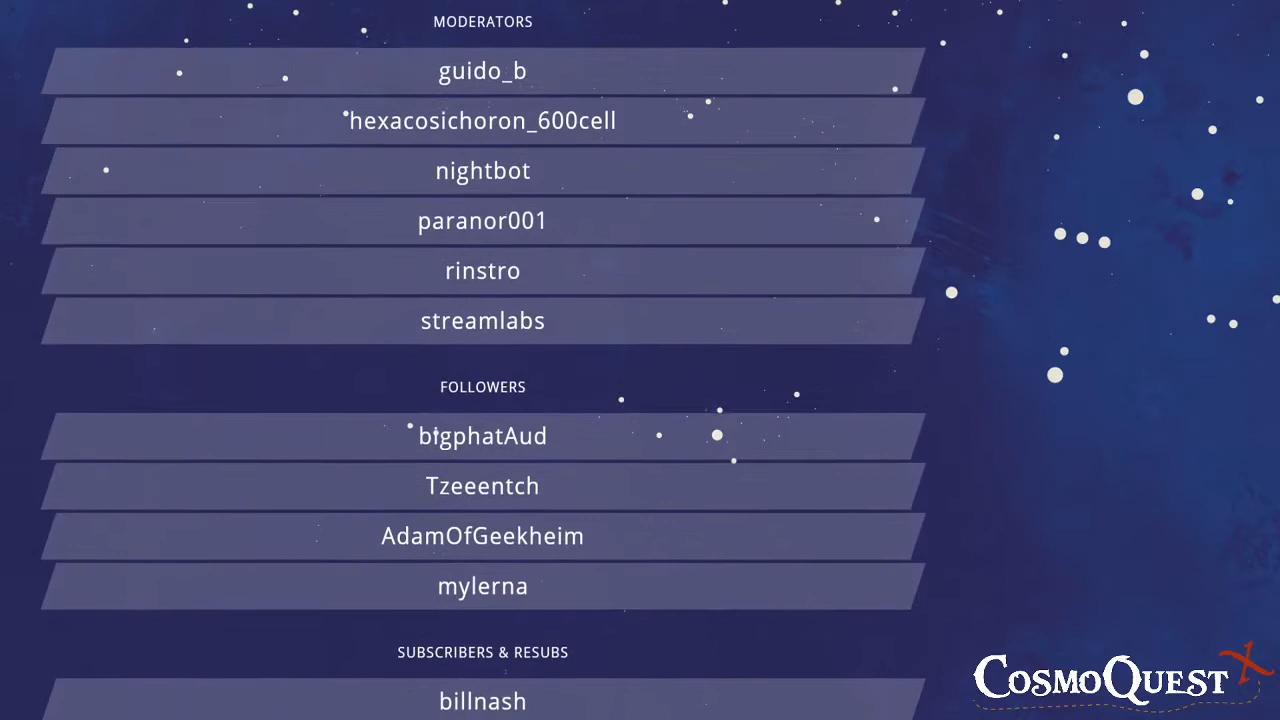 MODERATORS
guido_b
hexacosichoron_600cell
nightbot
paranor001
rinstro
streamlabs
FOLLOWERS
bigphatAud
Tzeeentch
AdamOfGeekheim
mylerna
SUBSCRIBERS & RESUBS
billnash
COSMOQUEST X